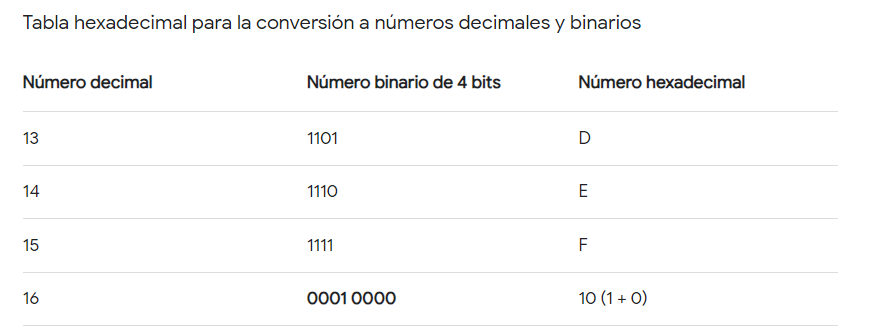 Tabla hexadecimal para la conversión a números decimales y binarios
Número decimal Número binario de 4 bits Número hexadecimal
13 1101 D
14 1110 E
15 1111 F
16 0001 0000 10 (1 + 0)